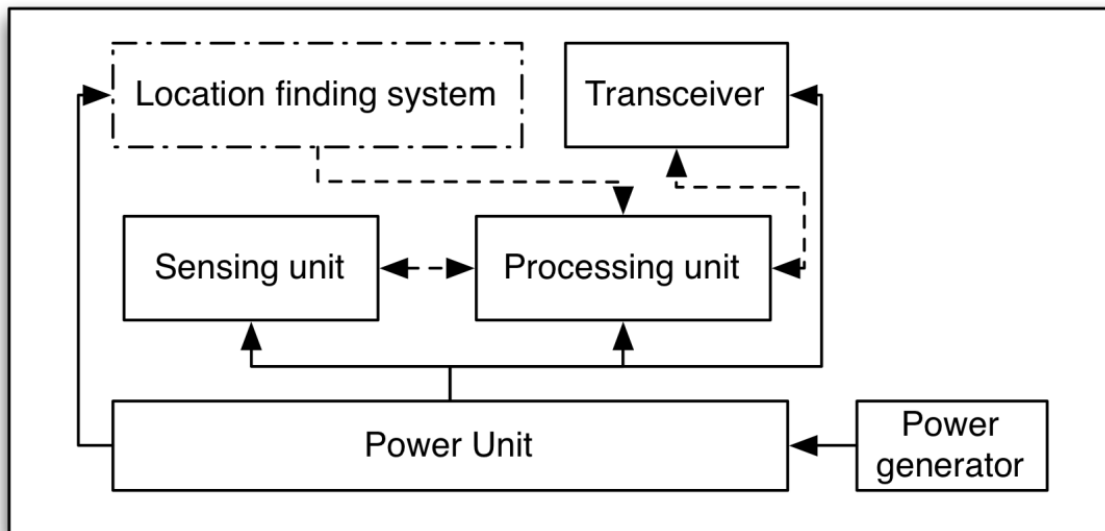 Location finding system
Transceiver
Sensing unit
Processing unit
Power Unit
Power
generator